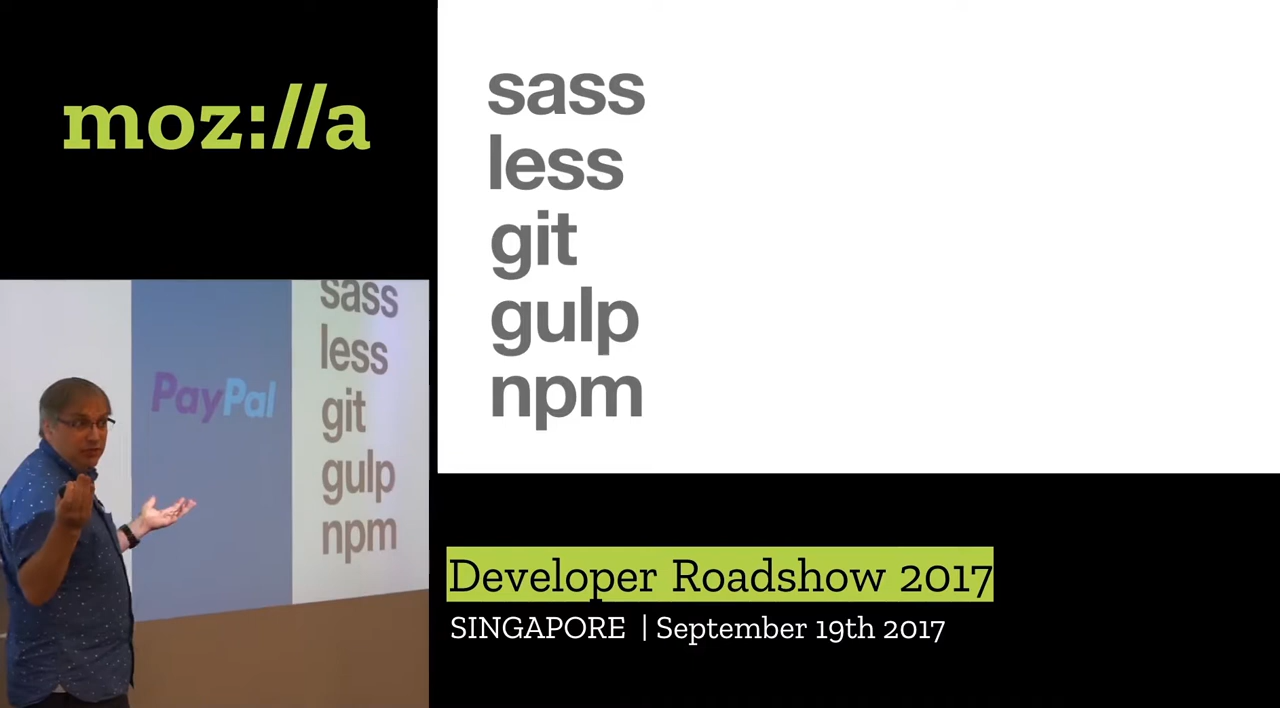 moz://a
sass
less
git
gulp
npm
PayPal
sass
less
git
gulp
npm
Developer Roadshow 2017
SINGAPORE | September 19th 2017